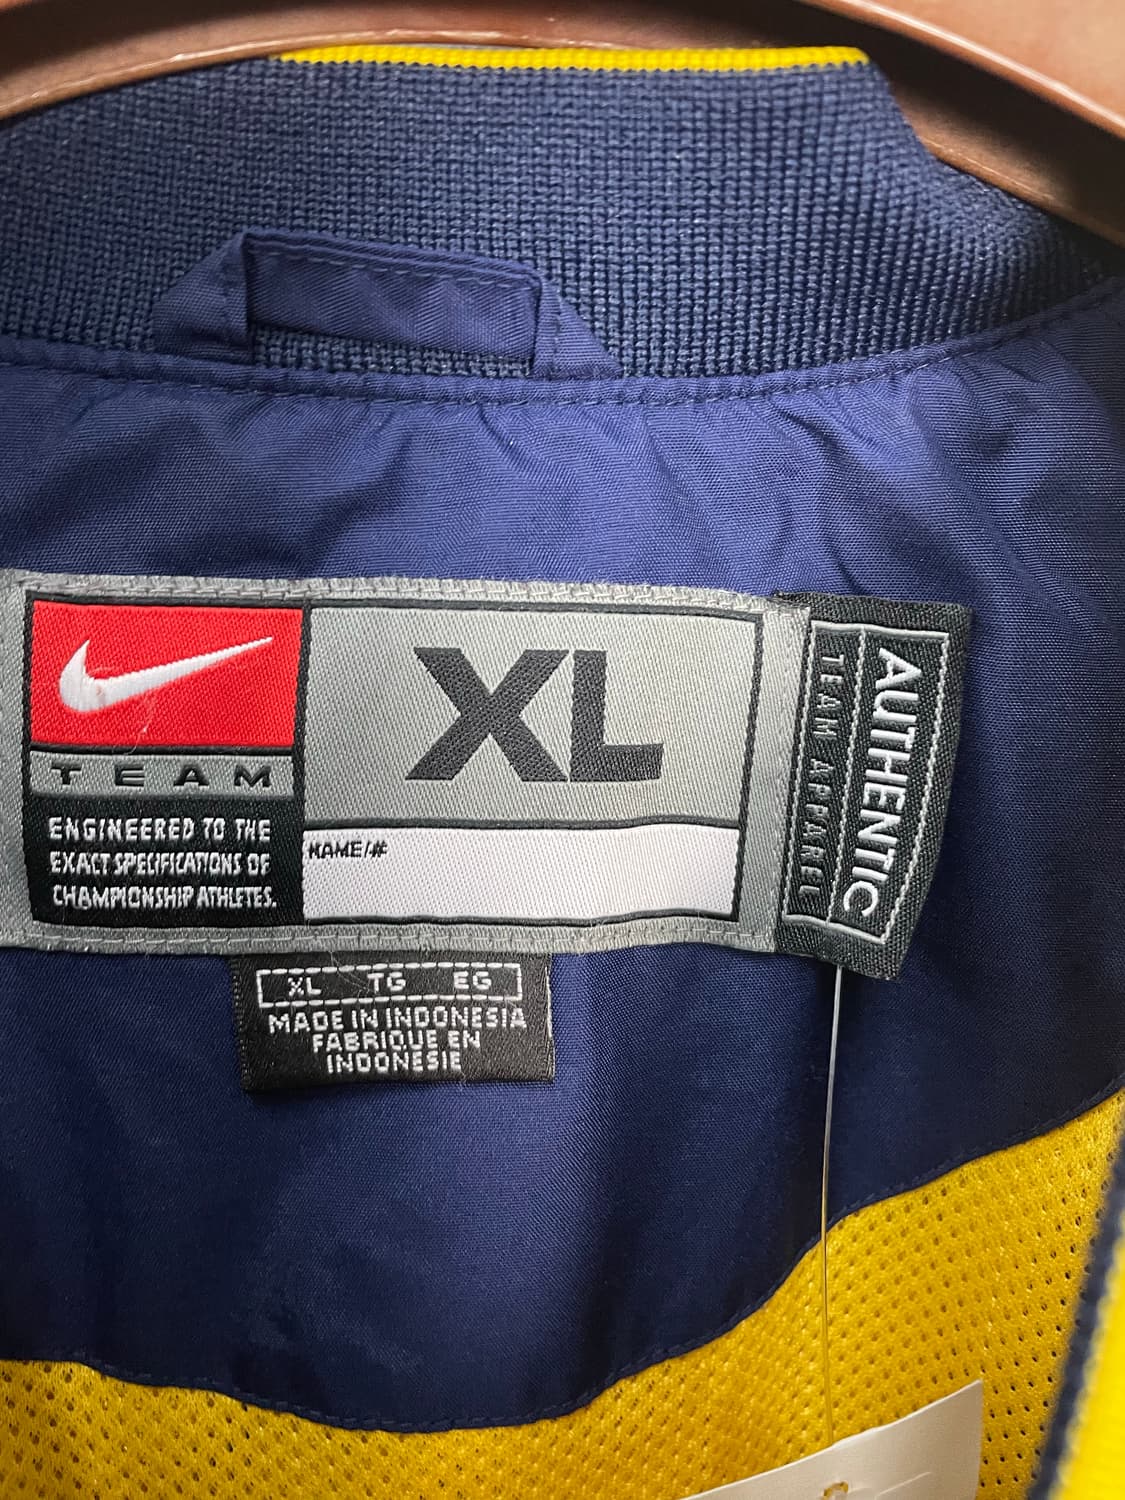 XL
TEAM
ENGINEERED TO THE
EXACT SPECIFICATIONS OF
CHAMPIONSHIP ATHLETES.
NAME/#
AUTHENTIC
TEAM APPAREL
XL TG EG
MADE IN INDONESIA
FABRIQUE EN
INDONESIE